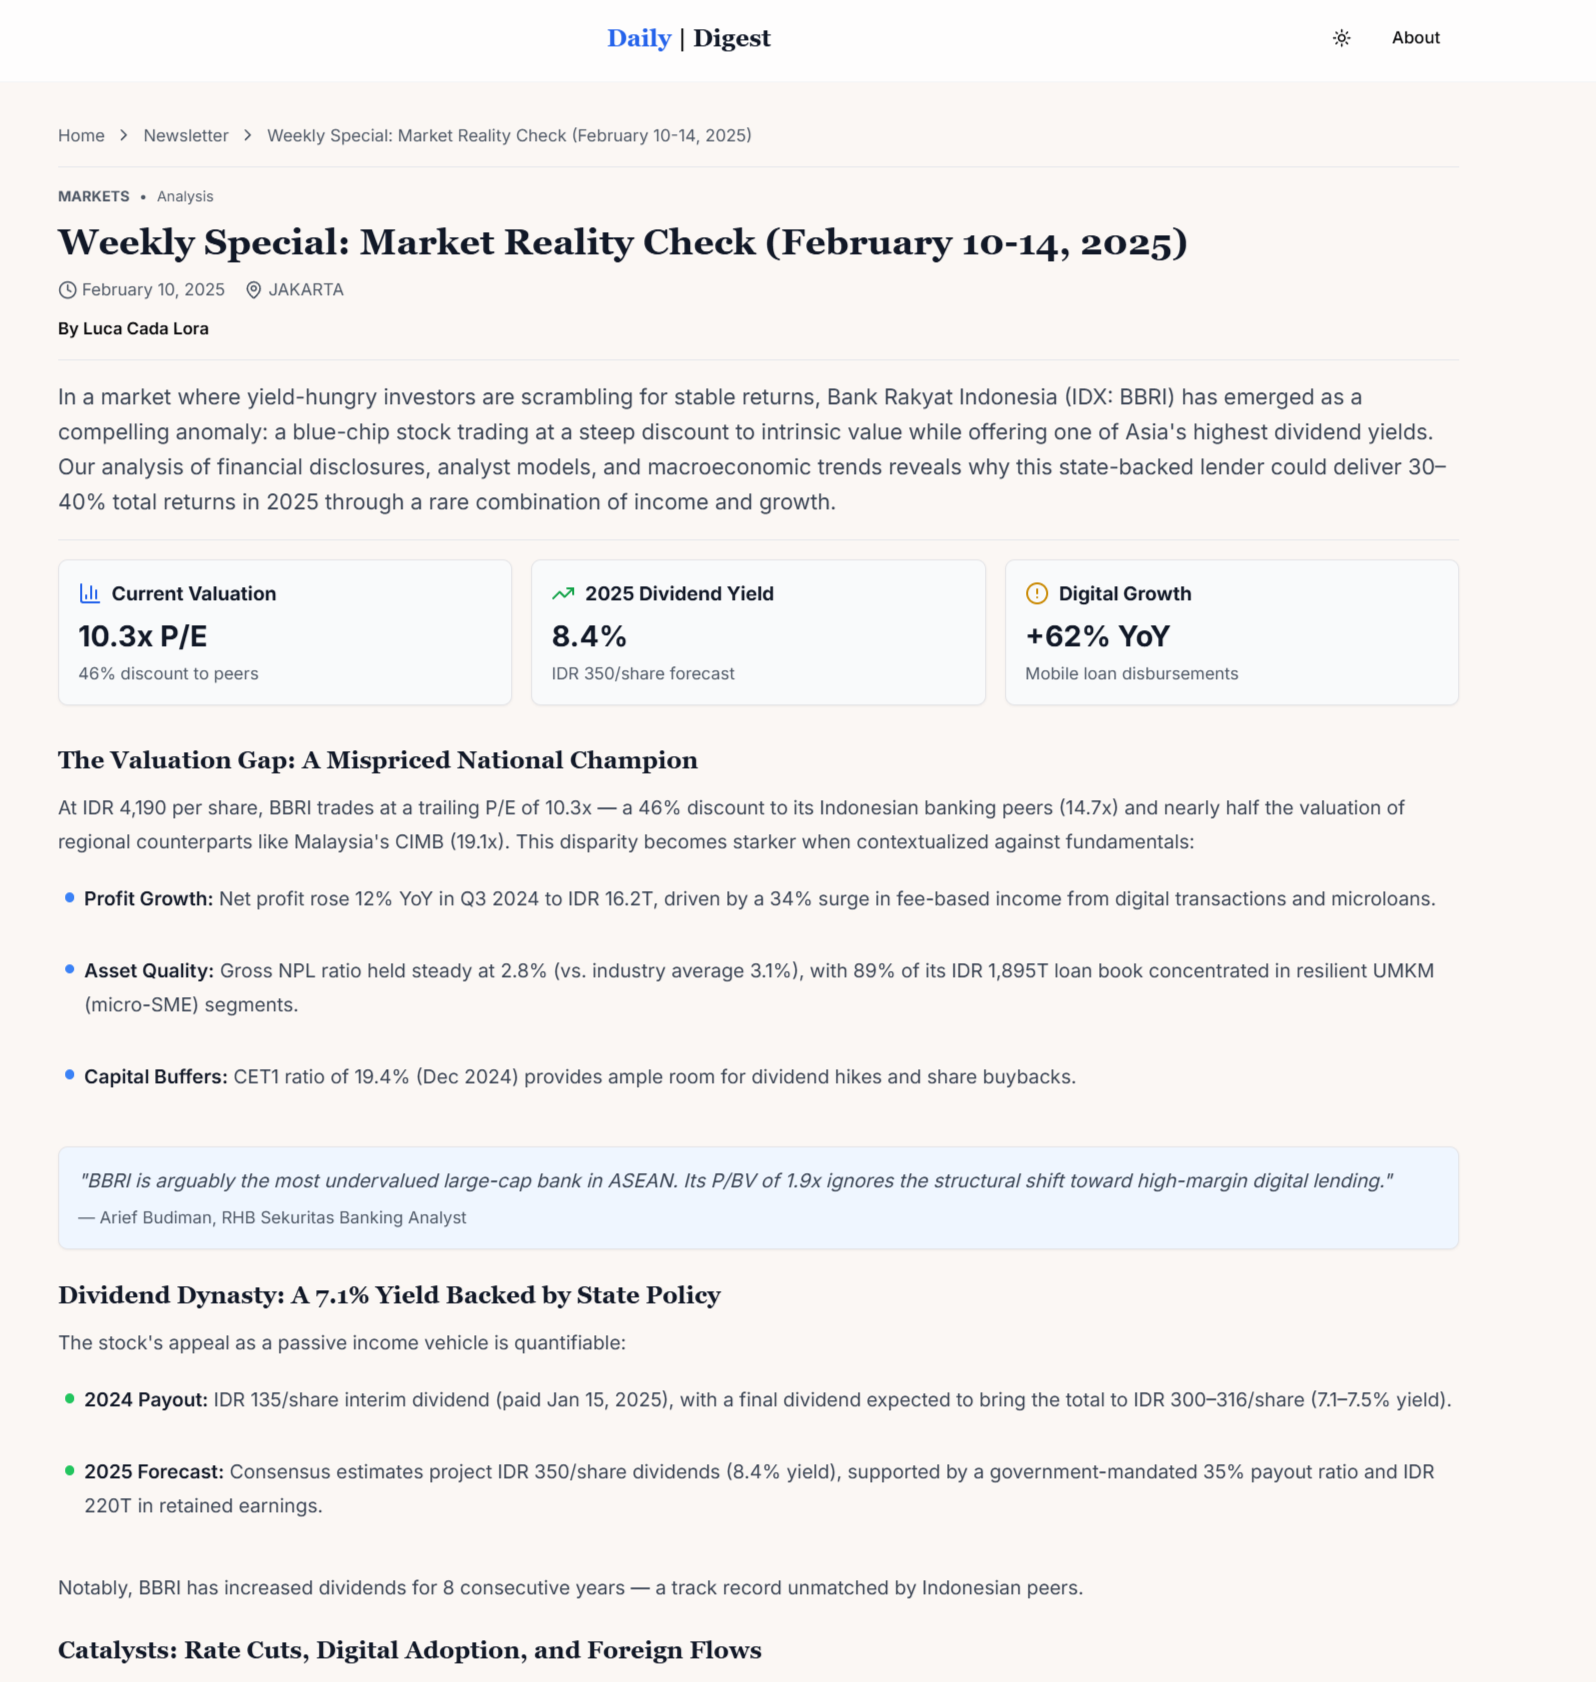 Daily | Digest
About
Home > Newsletter > Weekly Special: Market Reality Check (February 10-14, 2025)
MARKETS • Analysis
Weekly Special: Market Reality Check (February 10-14, 2025)
February 10, 2025 JAKARTA
By Luca Cada Lora
In a market where yield-hungry investors are scrambling for stable returns, Bank Rakyat Indonesia (IDX: BBRI) has emerged as a
compelling anomaly: a blue-chip stock trading at a steep discount to intrinsic value while offering one of Asia's highest dividend yields.
Our analysis of financial disclosures, analyst models, and macroeconomic trends reveals why this state-backed lender could deliver 30–
40% total returns in 2025 through a rare combination of income and growth.
Current Valuation
10.3x P/E
46% discount to peers
2025 Dividend Yield
8.4%
IDR 350/share forecast
Digital Growth
+62% YoY
Mobile loan disbursements
The Valuation Gap: A Mispriced National Champion
At IDR 4,190 per share, BBRI trades at a trailing P/E of 10.3x — a 46% discount to its Indonesian banking peers (14.7x) and nearly half the valuation of
regional counterparts like Malaysia's CIMB (19.1x). This disparity becomes starker when contextualized against fundamentals:
• Profit Growth: Net profit rose 12% YoY in Q3 2024 to IDR 16.2T, driven by a 34% surge in fee-based income from digital transactions and microloans.
• Asset Quality: Gross NPL ratio held steady at 2.8% (vs. industry average 3.1%), with 89% of its IDR 1,895T loan book concentrated in resilient UMKM
(micro-SME) segments.
• Capital Buffers: CET1 ratio of 19.4% (Dec 2024) provides ample room for dividend hikes and share buybacks.
"BBRI is arguably the most undervalued large-cap bank in ASEAN. Its P/BV of 1.9x ignores the structural shift toward high-margin digital lending."
— Arief Budiman, RHB Sekuritas Banking Analyst
Dividend Dynasty: A 7.1% Yield Backed by State Policy
The stock's appeal as a passive income vehicle is quantifiable:
• 2024 Payout: IDR 135/share interim dividend (paid Jan 15, 2025), with a final dividend expected to bring the total to IDR 300–316/share (7.1–7.5% yield).
• 2025 Forecast: Consensus estimates project IDR 350/share dividends (8.4% yield), supported by a government-mandated 35% payout ratio and IDR
220T in retained earnings.
Notably, BBRI has increased dividends for 8 consecutive years — a track record unmatched by Indonesian peers.
Catalysts: Rate Cuts, Digital Adoption, and Foreign Flows